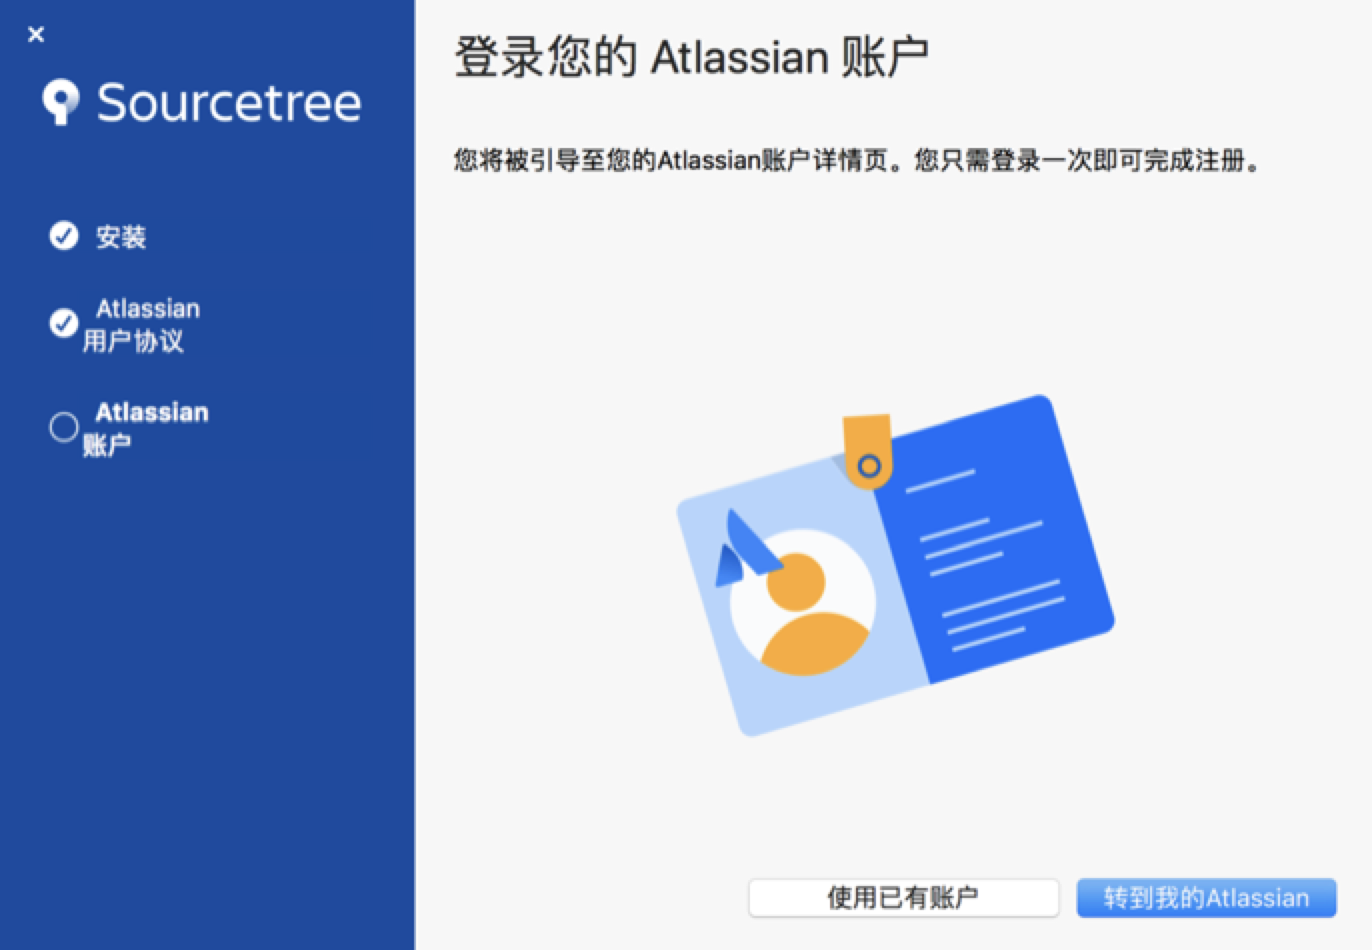 Sourcetree
安装
Atlassian
用户协议
Atlassian
账户
登录您的 Atlassian 账户
您将被引导至您的Atlassian账户详情页。您只需登录一次即可完成注册。
使用已有账户
转到我的Atlassian